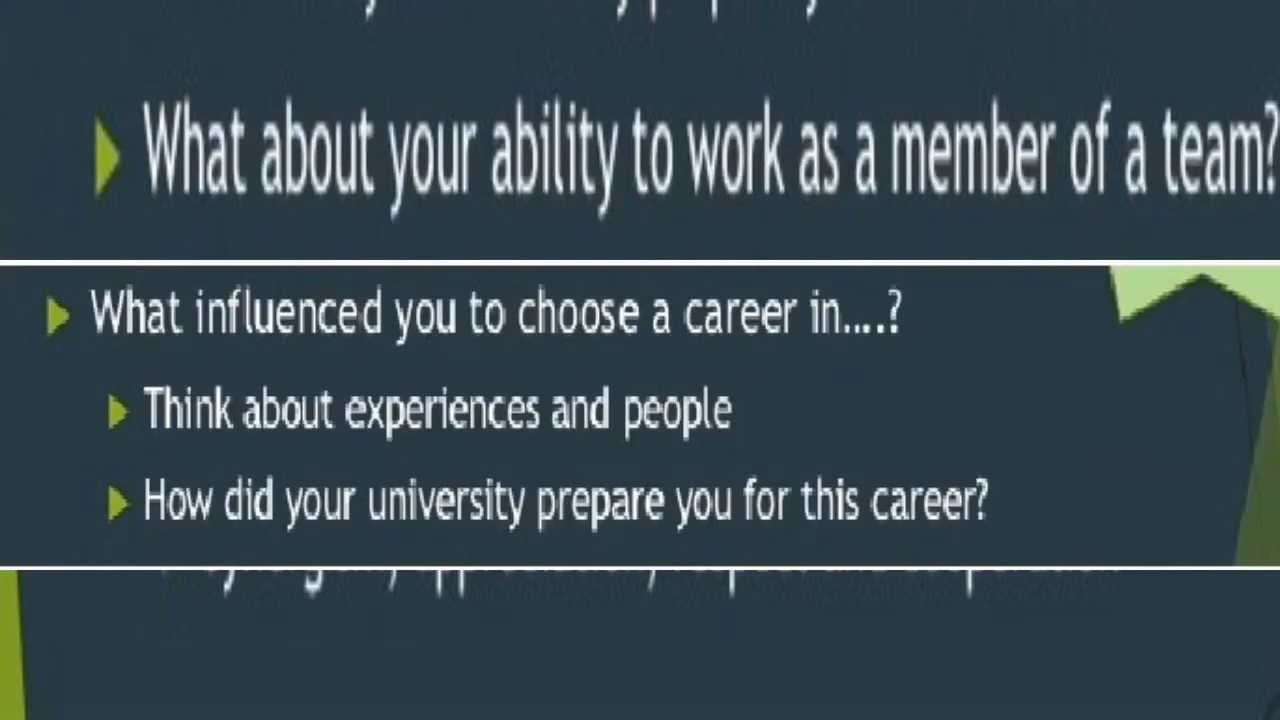 What about your ability to work as a member of a team?
What influenced you to choose a career in....?
Think about experiences and people
How did your university prepare you for this career?